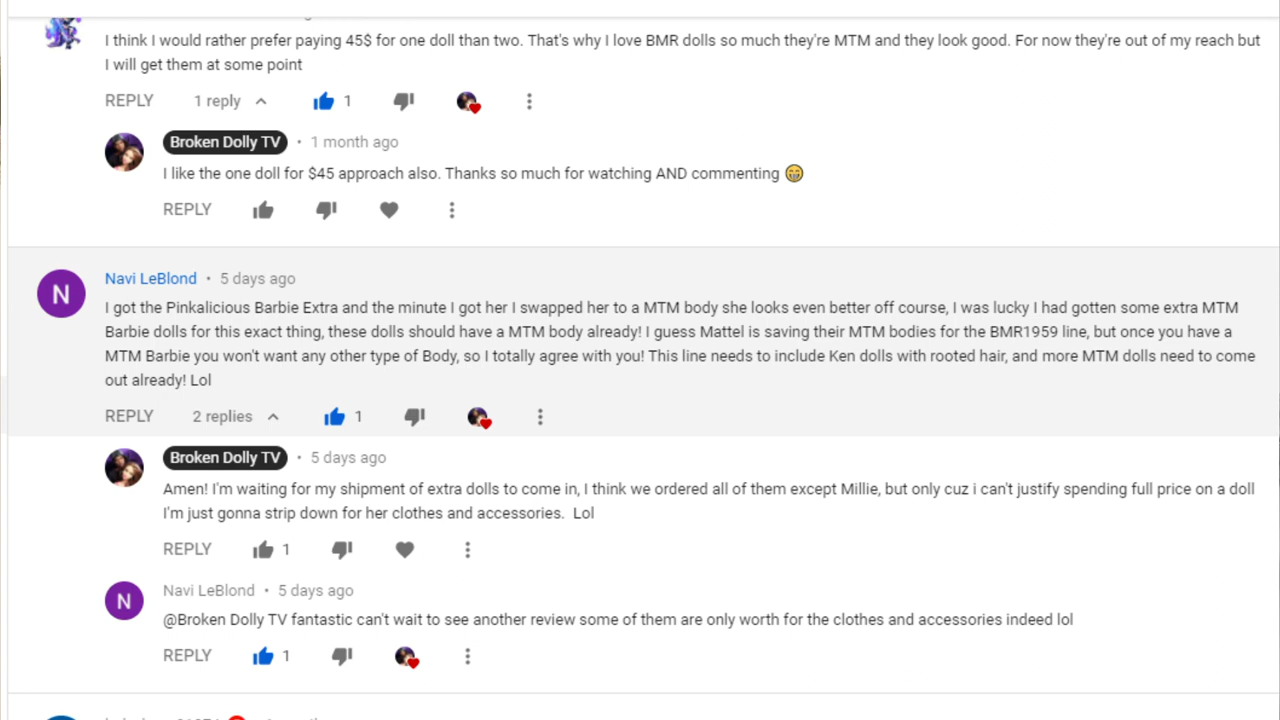 I think I would rather prefer paying 45$ for one doll than two. That's why I love BMR dolls so much they're MTM and they look good. For now they're out of my reach but
I will get them at some point
REPLY 1 reply 1
Broken Dolly TV • 1 month ago
I like the one doll for $45 approach also. Thanks so much for watching AND commenting 😁
REPLY
N
Navi LeBlond • 5 days ago
I got the Pinkalicious Barbie Extra and the minute I got her I swapped her to a MTM body she looks even better off course, I was lucky I had gotten some extra MTM
Barbie dolls for this exact thing, these dolls should have a MTM body already! I guess Mattel is saving their MTM bodies for the BMR1959 line, but once you have a
MTM Barbie you won't want any other type of Body, so I totally agree with you! This line needs to include Ken dolls with rooted hair, and more MTM dolls need to come
out already! Lol
REPLY 2 replies 1
Broken Dolly TV • 5 days ago
Amen! I'm waiting for my shipment of extra dolls to come in, I think we ordered all of them except Millie, but only cuz i can't justify spending full price on a doll
I'm just gonna strip down for her clothes and accessories. Lol
REPLY 1
N
Navi LeBlond • 5 days ago
@Broken Dolly TV fantastic can't wait to see another review some of them are only worth for the clothes and accessories indeed lol
REPLY 1